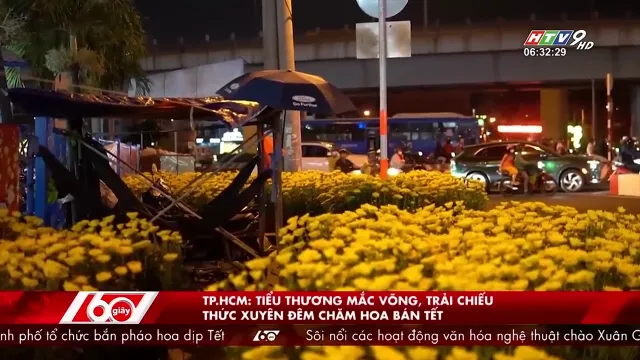 HTV9 HD
06:32:29
60 giây
TP.HCM: TIỂU THƯƠNG MẮC VÕNG, TRẢI CHIẾU
THỨC XUYÊN ĐÊM CHĂM HOA BÁN TẾT
nh phố tổ chức bắn pháo hoa dịp Tết
Sôi nổi các hoạt động văn hóa nghệ thuật chào Xuân G